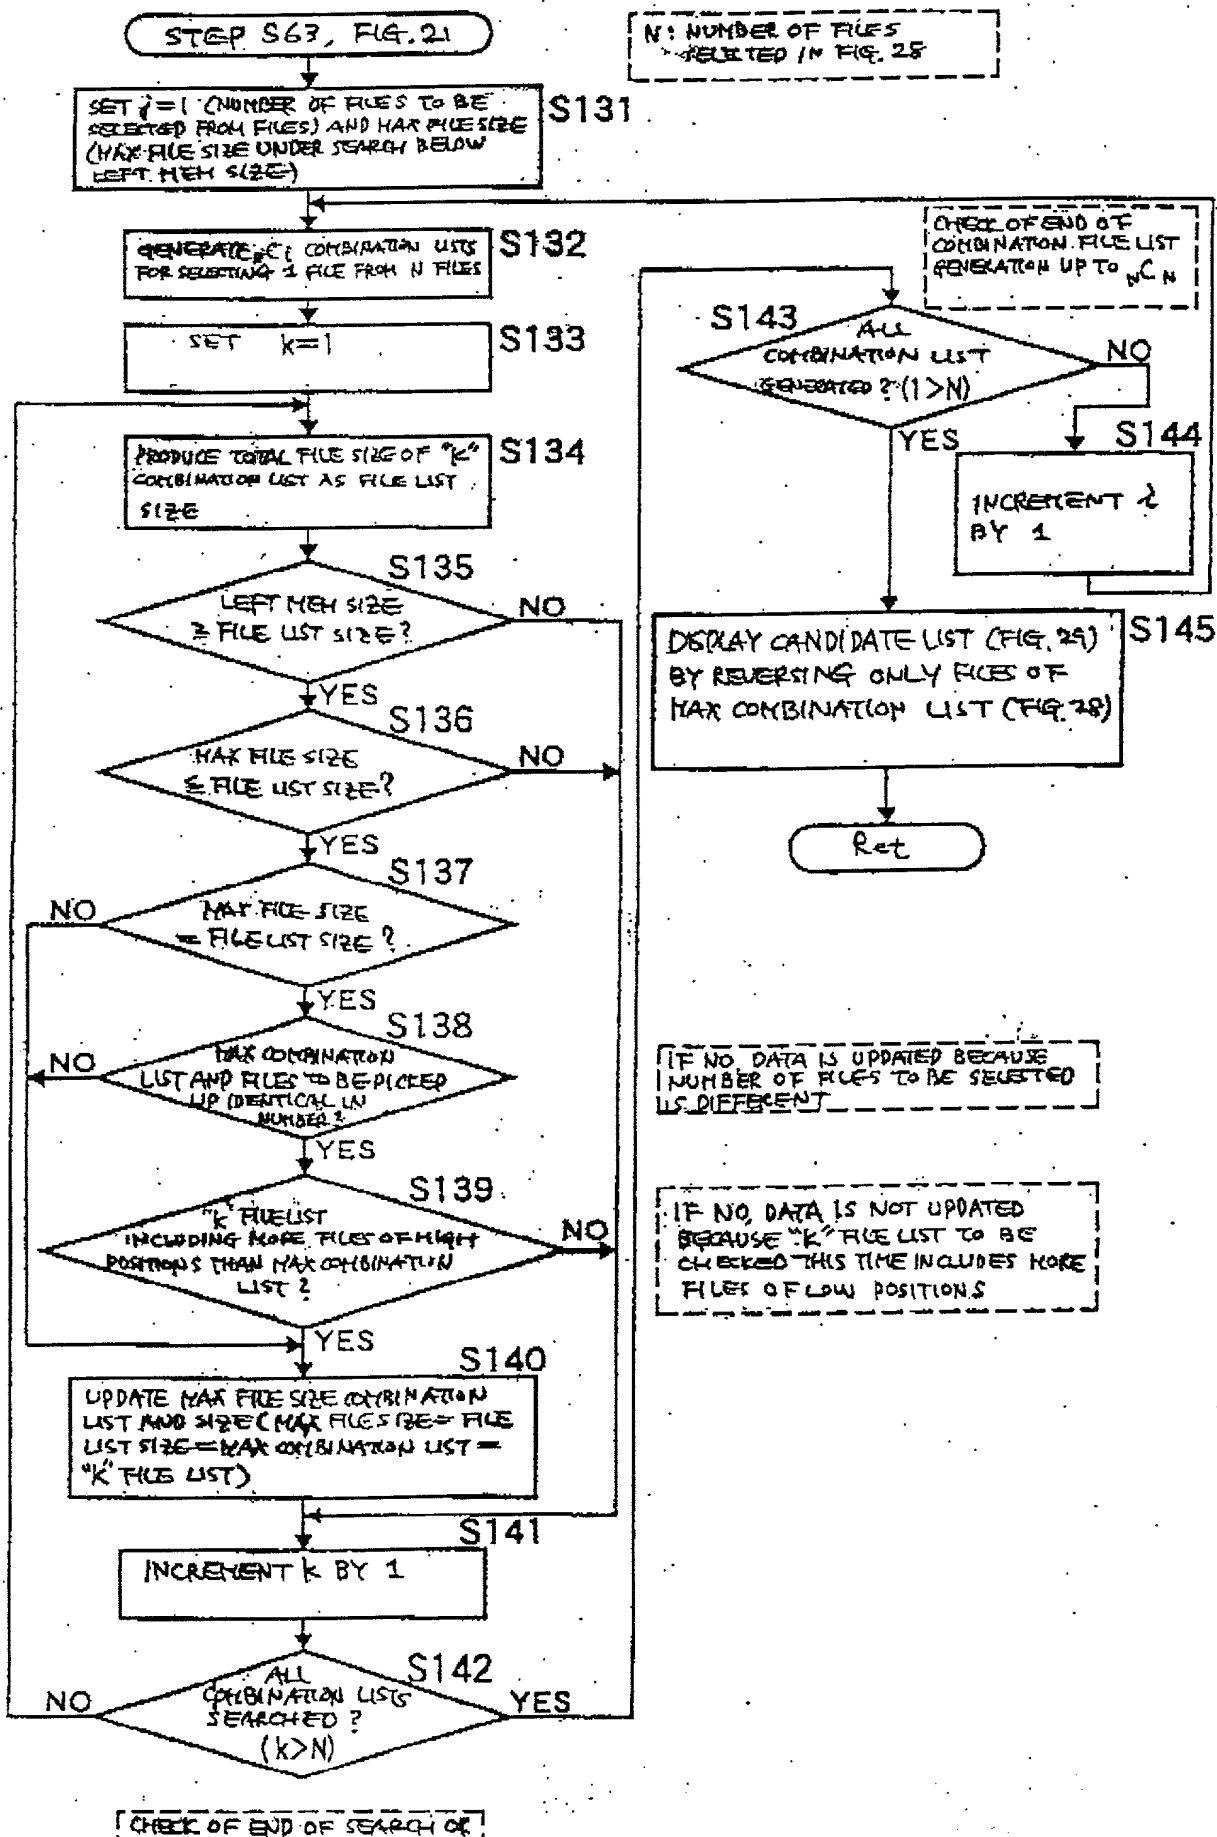 STEP S63, FIG. 21
N: NUMBER OF FILES
SELECTED IN FIG. 28
SET i=1 (NUMBER OF FILES TO BE
SELECTED FROM FILES) AND MAX FILE SIZE
(MAX FILE SIZE UNDER SEARCH BELOW
LEFT MEM SIZE)
S131
GENERATE NCi COMBINATION LISTS
FOR SELECTING 1 FILE FROM N FILES
S132
SET k=1
S133
PRODUCE TOTAL FILE SIZE OF "K"
COMBINATION LIST AS FILE LIST
SIZE
S134
S135
LEFT MEM SIZE
≥ FILE LIST SIZE?
NO
YES
S136
MAX FILE SIZE
≤ FILE LIST SIZE?
NO
YES
S137
MAX FILE SIZE
= FILE LIST SIZE?
NO
YES
S138
MAX COMBINATION
LIST AND FILES TO BE PICKED
UP IDENTICAL IN
NUMBER?
NO
YES
S139
"K" FILE LIST
INCLUDING MORE FILES OF HIGH
POSITIONS THAN MAX COMBINATION
LIST?
NO
YES
S140
UPDATE MAX FILE SIZE COMBINATION
LIST AND SIZE (MAX FILE SIZE = FILE
LIST SIZE = MAX COMBINATION LIST =
"K" FILE LIST)
S141
INCREMENT k BY 1
S142
ALL
COMBINATION LISTS
SEARCHED?
(k>N)
NO
YES
CHECK OF END OF SEARCH OF
CHECK OF END OF
COMBINATION FILE LIST
GENERATION UP TO NCN
S143
ALL
COMBINATION LIST
GENERATED? (1>N)
NO
YES
S144
INCREMENT i
BY 1
S145
DISPLAY CANDIDATE LIST (FIG. 29)
BY REVERSING ONLY FILES OF
MAX COMBINATION LIST (FIG. 28)
Ret
IF NO, DATA IS UPDATED BECAUSE
NUMBER OF FILES TO BE SELECTED
IS DIFFERENT
IF NO, DATA IS NOT UPDATED
BECAUSE "K" FILE LIST TO BE
CHECKED THIS TIME INCLUDES MORE
FILES OF LOW POSITIONS